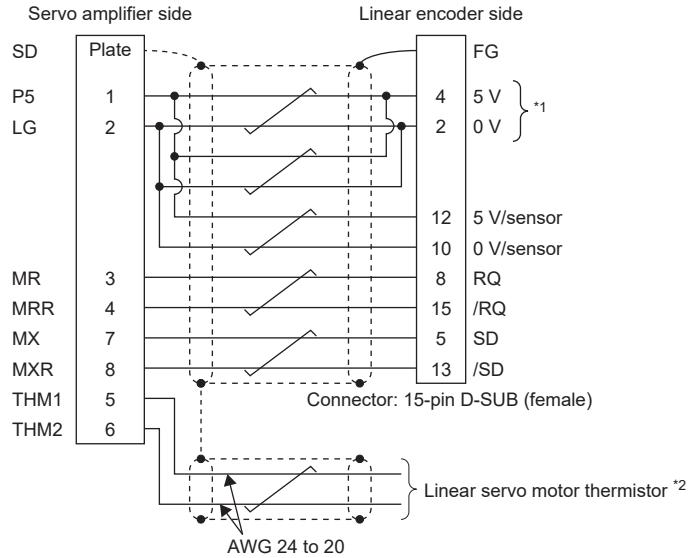 Servo amplifier side Linear encoder side
SD Plate FG
P5 1 4 5 V *1
LG 2 2 0 V
12 5 V/sensor
10 0 V/sensor
MR 3 8 RQ
MRR 4 15 /RQ
MX 7 5 SD
MXR 8 13 /SD
THM1 5 Connector: 15-pin D-SUB (female)
THM2 6
Linear servo motor thermistor *2
AWG 24 to 20